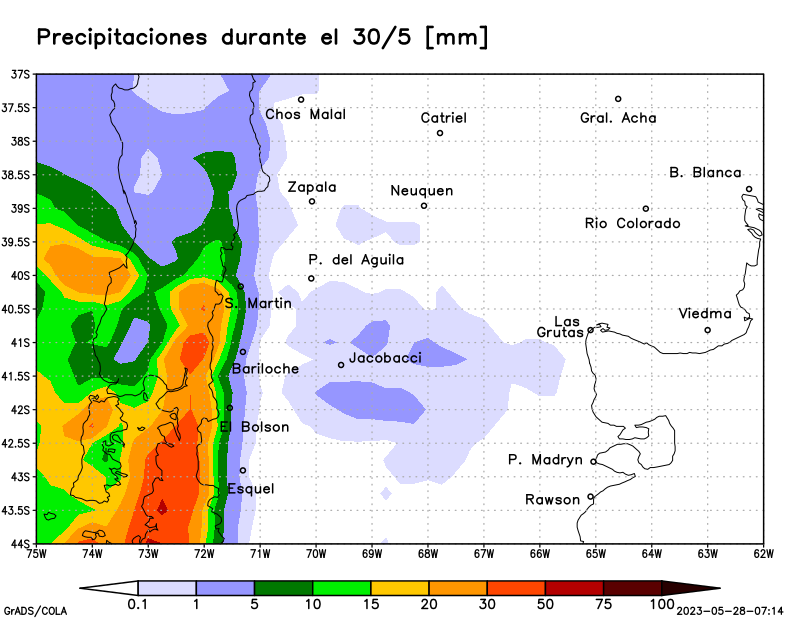 Precipitaciones durante el 30/5 [mm]
37S
37.5S
Chos Malal
Catriel
Gral. Acha
38S
38.5S
B. Blanca
Zapala
Neuquen
39S
Rio Colorado
39.5S
P. del Aguila
40S
S. Martin
40.5S
Las
Grutas
Viedma
41S
Jacobacci
Bariloche
41.5S
42S
El Bolson
42.5S
P. Madryn
43S
Esquel
Rawson
43.5S
44S
75W 74W 73W 72W 71W 70W 69W 68W 67W 66W 65W 64W 63W 62W
0.1 1 5 10 15 20 30 50 75 100
GrADS/COLA
2023-05-28-07:14